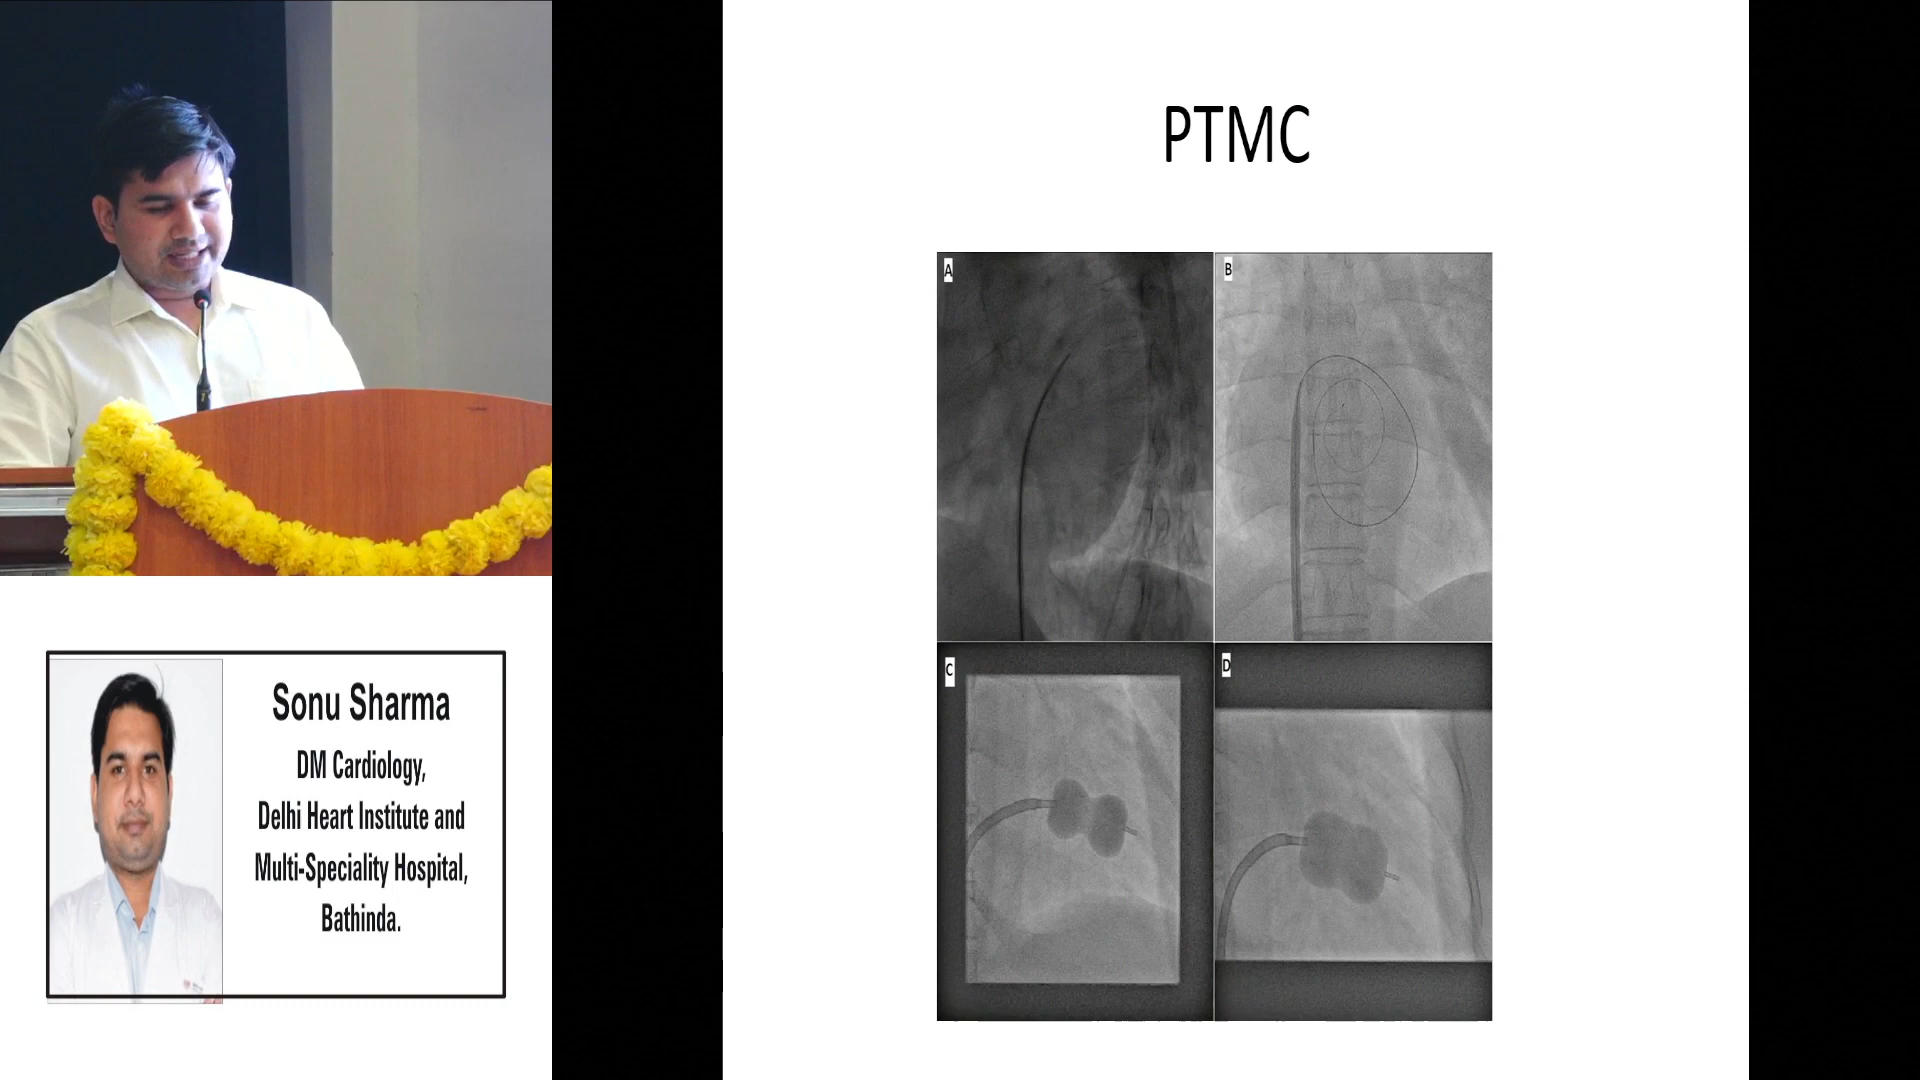 Sonu Sharma
DM Cardiology,
Delhi Heart Institute and
Multi-Speciality Hospital,
Bathinda.
PTMC
A
B
C
D